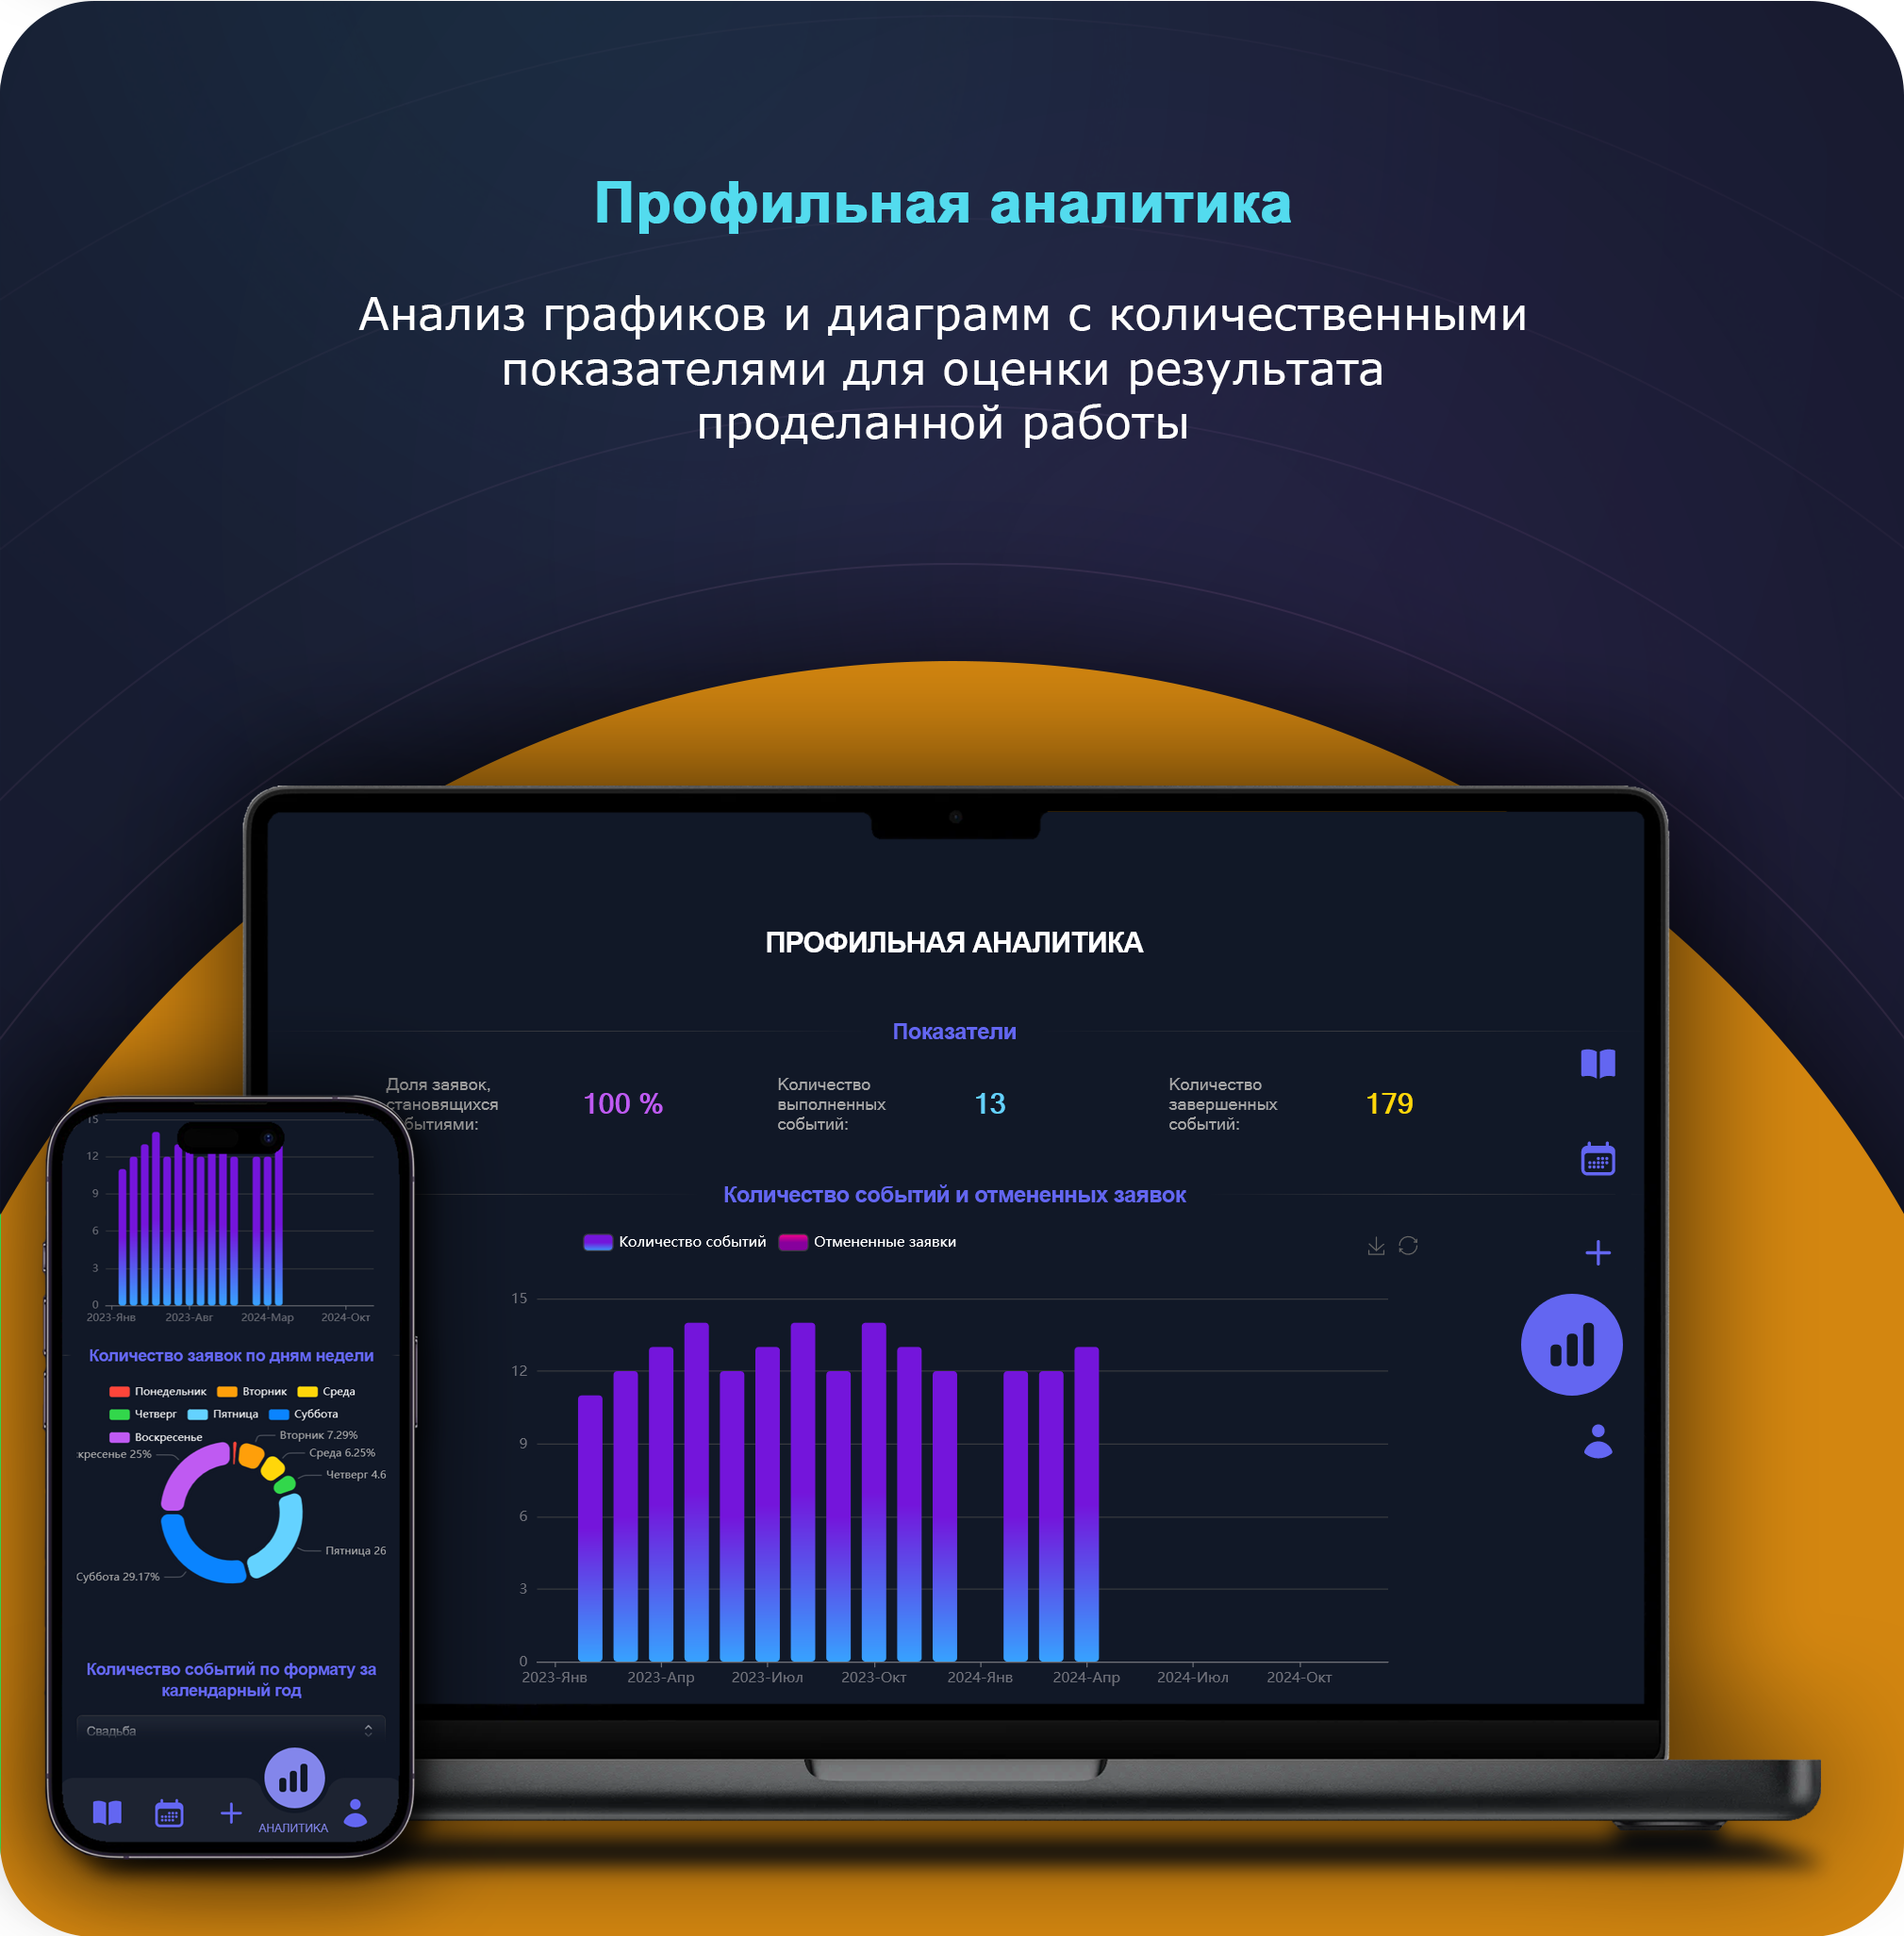 Профильная аналитика
Анализ графиков и диаграмм с количественными
показателями для оценки результата
проделанной работы
ПРОФИЛЬНАЯ АНАЛИТИКА
Показатели
Доля заявок,
становящихся
бытиями:
100 %
Количество
выполненных
событий:
13
Количество
завершенных
событий:
179
Количество событий и отмененных заявок
Количество событий Отмененные заявки
15
12
9
6
3
0
2023-Янв 2023-Апр 2023-Июл 2023-Окт 2024-Янв 2024-Апр 2024-Июл 2024-Окт
15
12
9
6
3
0
2023-Янв 2023-Авг 2024-Мар 2024-Окт
Количество заявок по дням недели
Понедельник Вторник Среда
Четверг Пятница Суббота
Воскресенье
Вторник 7.29%
кресенье 25%
Среда 6.25%
Четверг 4.6
Пятница 26
Суббота 29.17%
Количество событий по формату за
календарный год
Свадьба
АНАЛИТИКА